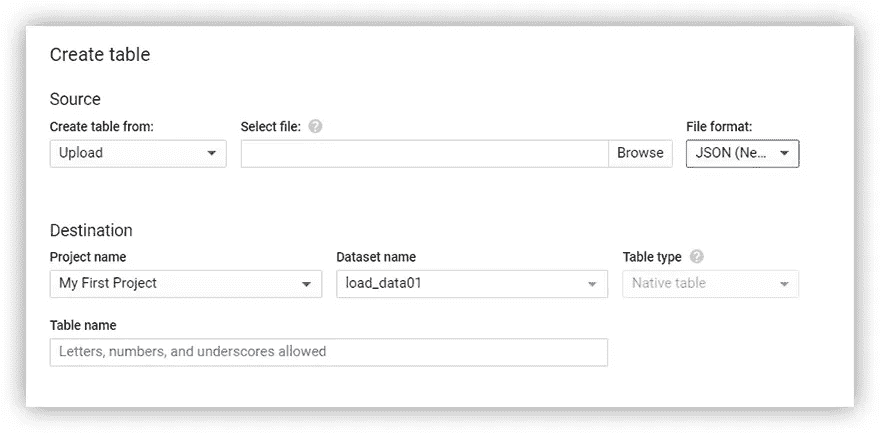 Create table
Source
Create table from: Select file: ? File format:
Upload Browse JSON (Ne...
Destination
Project name Dataset name Table type ?
My First Project load_data01 Native table
Table name
Letters, numbers, and underscores allowed